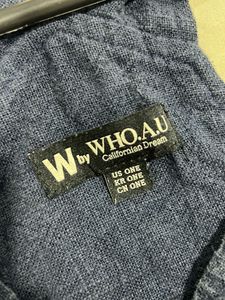 W by WHO.A.U
Californian Dream
US ONE
KR ONE
CN ONE